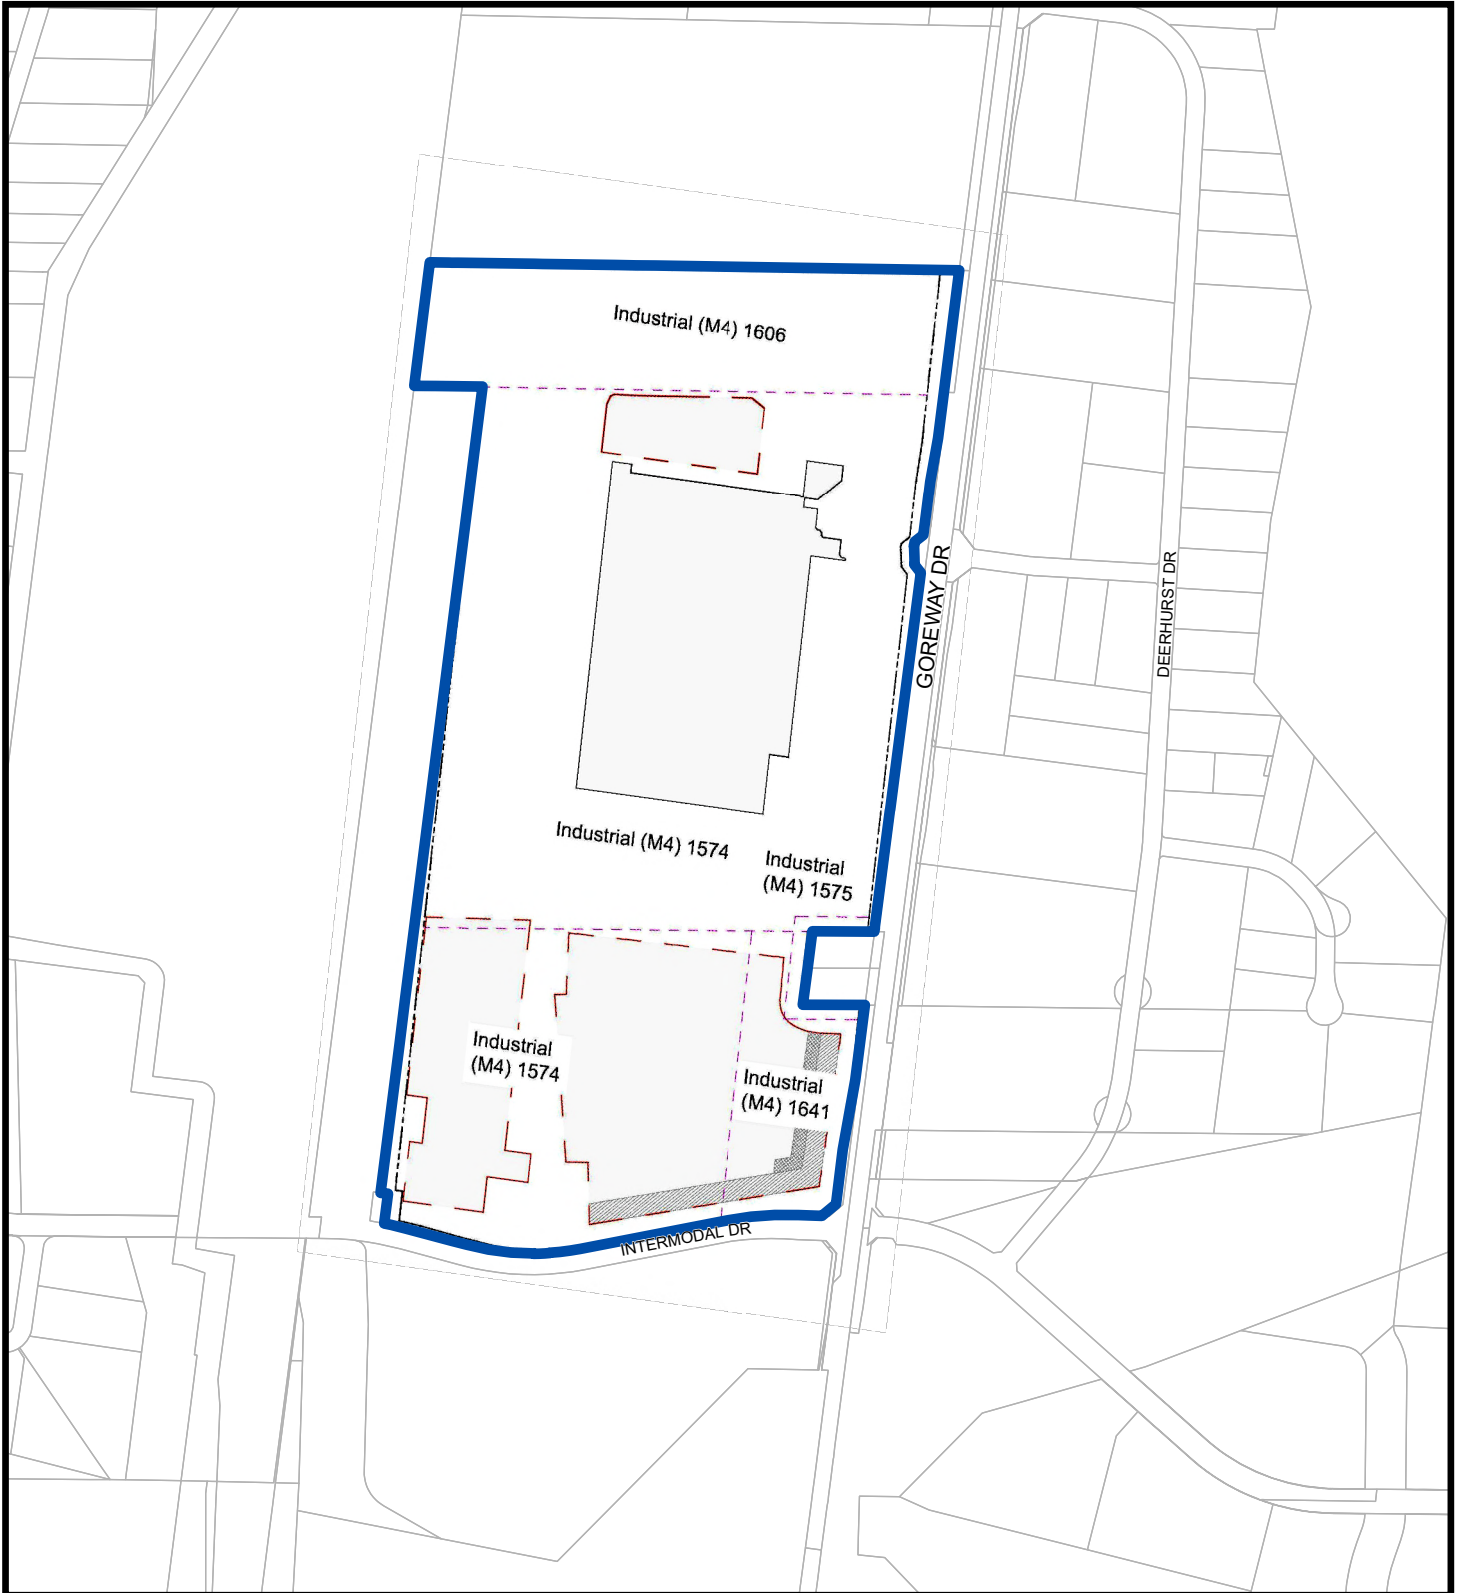 Industrial (M4) 1606
GOREWAY DR
DEERHURST DR
Industrial (M4) 1574
Industrial
(M4) 1575
Industrial
(M4) 1574
Industrial
(M4) 1641
INTERMODAL DR